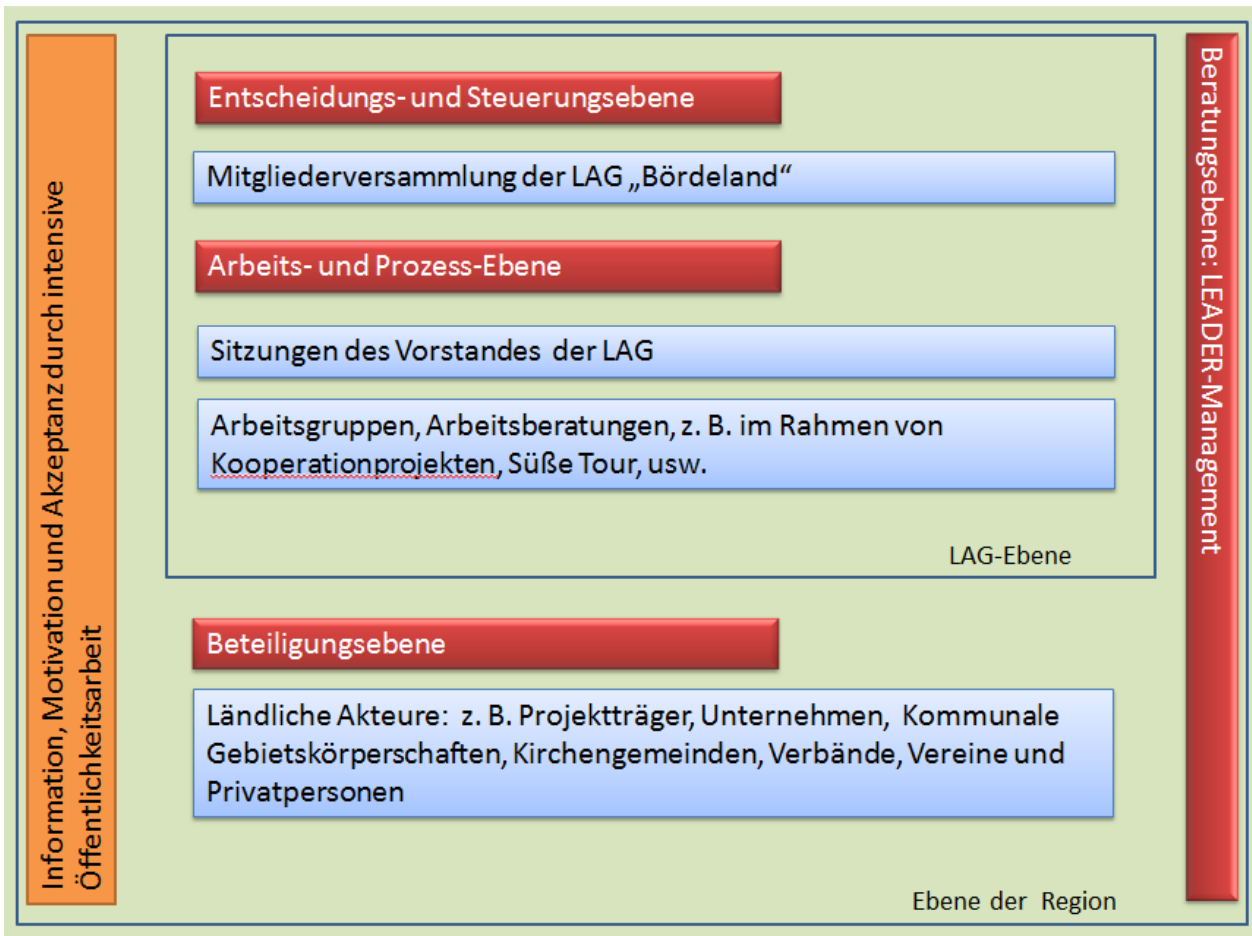 Information, Motivation und Akzeptanz durch intensive
Öffentlichkeitsarbeit
Entscheidungs- und Steuerungsebene
Mitgliederversammlung der LAG „Bördeland“
Arbeits- und Prozess-Ebene
Sitzungen des Vorstandes der LAG
Arbeitsgruppen, Arbeitsberatungen, z. B. im Rahmen von
Kooperationprojekten, Süße Tour, usw.
LAG-Ebene
Beteiligungsebene
Ländliche Akteure: z. B. Projektträger, Unternehmen, Kommunale
Gebietskörperschaften, Kirchengemeinden, Verbände, Vereine und
Privatpersonen
Ebene der Region
Beratungsebene: LEADER-Management